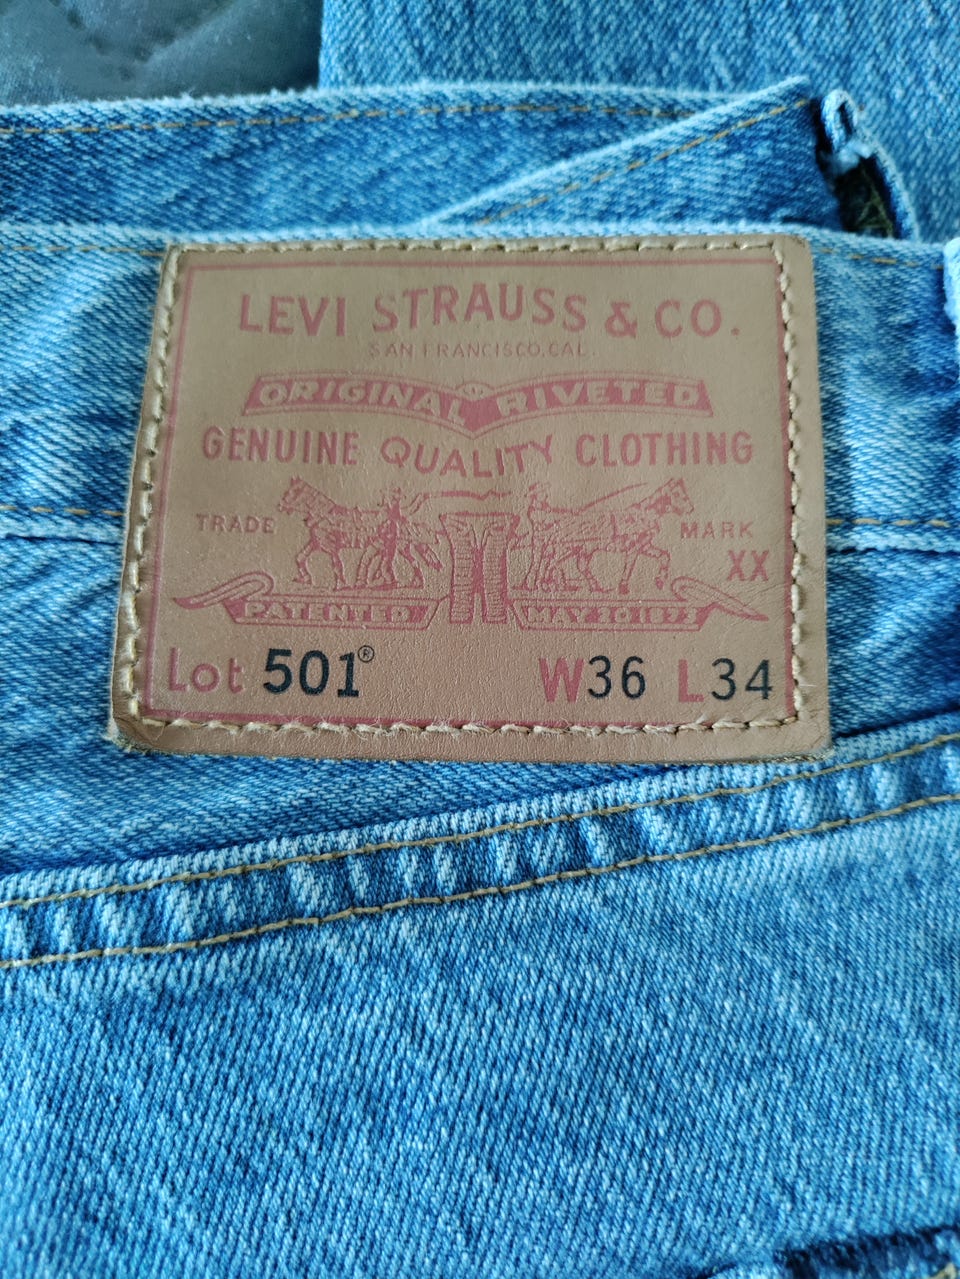 LEVI STRAUSS & CO.
SAN FRANCISCO, CAL.
ORIGINAL RIVETED
GENUINE QUALITY CLOTHING
TRADE MARK
XX
PATENTED MAY 20 1873
Lot 501® W36 L34